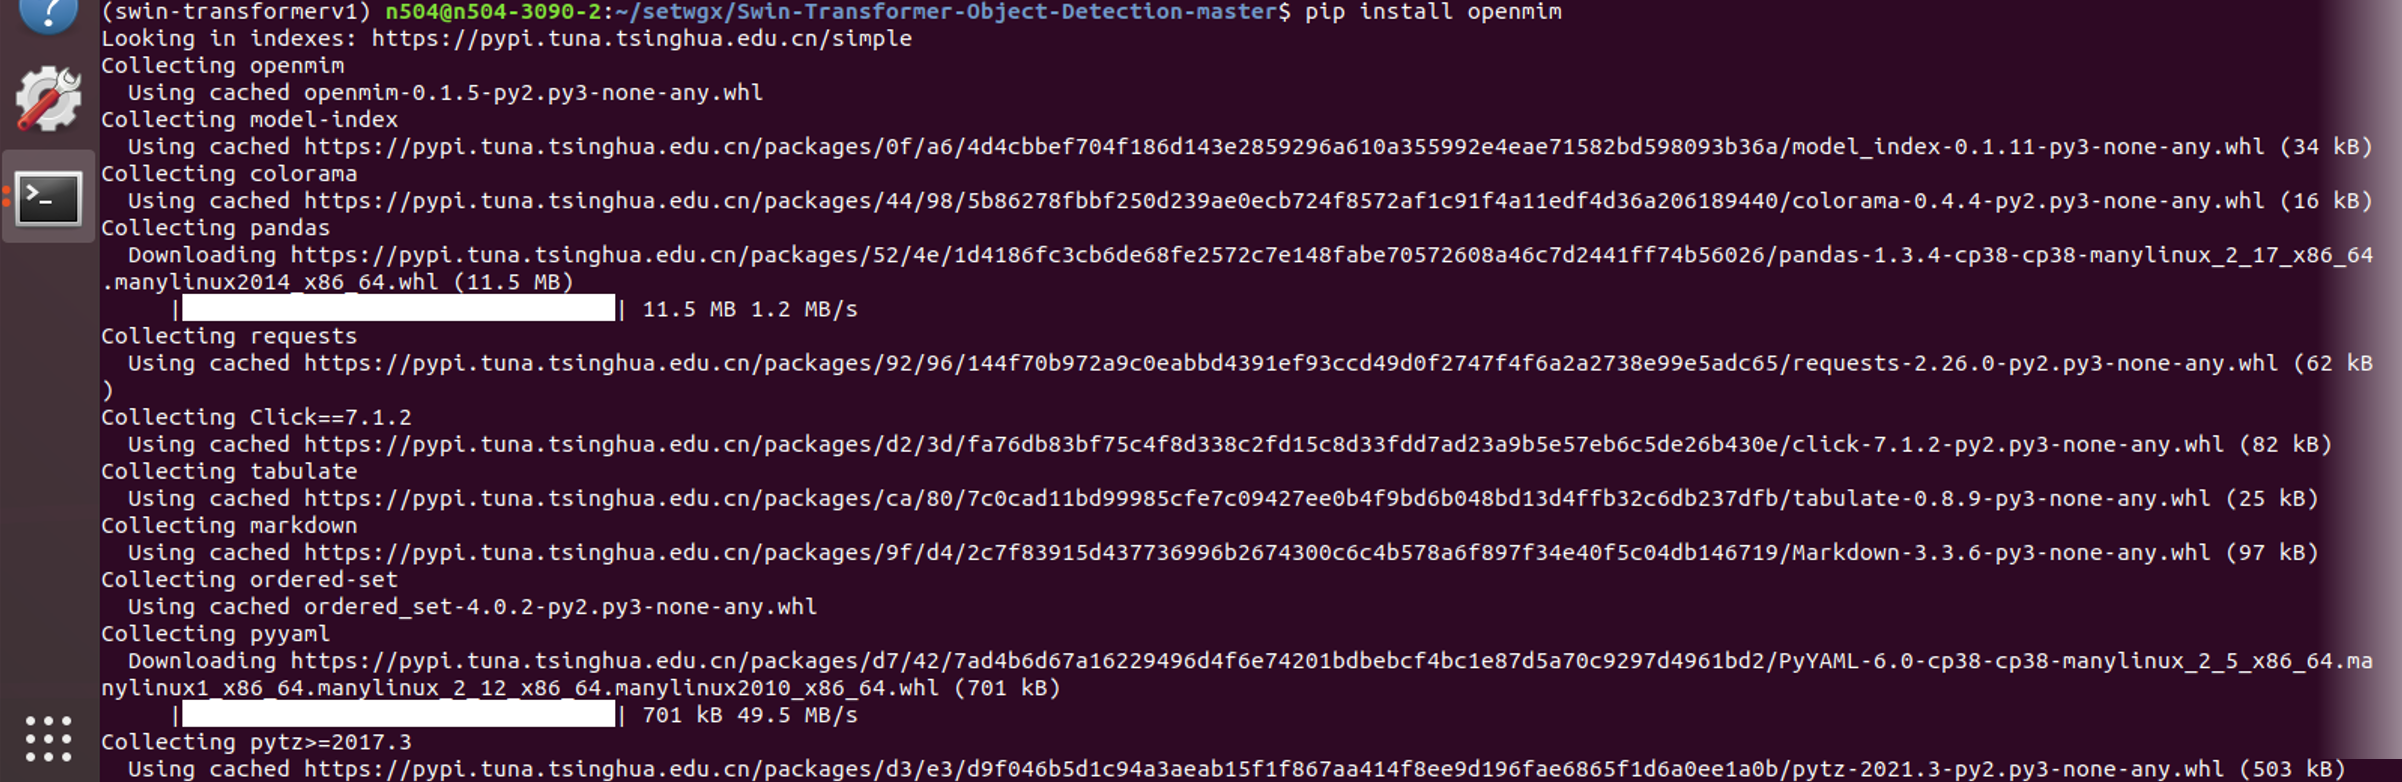 (swin-transformerv1) n504@n504-3090-2:~/setwgx/Swin-Transformer-Object-Detection-master$ pip install openmim
Looking in indexes: https://pypi.tuna.tsinghua.edu.cn/simple
Collecting openmim
Using cached openmim-0.1.5-py2.py3-none-any.whl
Collecting model-index
Using cached https://pypi.tuna.tsinghua.edu.cn/packages/0f/a6/4d4cbbef704f186d143e2859296a610a355992e4eae71582bd598093b36a/model_index-0.1.11-py3-none-any.whl (34 kB)
Collecting colorama
Using cached https://pypi.tuna.tsinghua.edu.cn/packages/44/98/5b86278fbbf250d239ae0ecb724f8572af1c91f4a11edf4d36a206189440/colorama-0.4.4-py2.py3-none-any.whl (16 kB)
Collecting pandas
Downloading https://pypi.tuna.tsinghua.edu.cn/packages/52/4e/1d4186fc3cb6de68fe2572c7e148fabe70572608a46c7d2441ff74b56026/pandas-1.3.4-cp38-cp38-manylinux_2_17_x86_64
.manylinux2014_x86_64.whl (11.5 MB)
| | 11.5 MB 1.2 MB/s
Collecting requests
Using cached https://pypi.tuna.tsinghua.edu.cn/packages/92/96/144f70b972a9c0eabbd4391ef93ccd49d0f2747f4f6a2a2738e99e5adc65/requests-2.26.0-py2.py3-none-any.whl (62 kB
)
Collecting Click==7.1.2
Using cached https://pypi.tuna.tsinghua.edu.cn/packages/d2/3d/fa76db83bf75c4f8d338c2fd15c8d33fdd7ad23a9b5e57eb6c5de26b430e/click-7.1.2-py2.py3-none-any.whl (82 kB)
Collecting tabulate
Using cached https://pypi.tuna.tsinghua.edu.cn/packages/ca/80/7c0cad11bd99985cfe7c09427ee0b4f9bd6b048bd13d4ffb32c6db237dfb/tabulate-0.8.9-py3-none-any.whl (25 kB)
Collecting markdown
Using cached https://pypi.tuna.tsinghua.edu.cn/packages/9f/d4/2c7f83915d437736996b2674300c6c4b578a6f897f34e40f5c04db146719/Markdown-3.3.6-py3-none-any.whl (97 kB)
Collecting ordered-set
Using cached ordered_set-4.0.2-py2.py3-none-any.whl
Collecting pyyaml
Downloading https://pypi.tuna.tsinghua.edu.cn/packages/d7/42/7ad4b6d67a16229496d4f6e74201bdbebcf4bc1e87d5a70c9297d4961bd2/PyYAML-6.0-cp38-cp38-manylinux_2_5_x86_64.ma
nylinux1_x86_64.manylinux_2_12_x86_64.manylinux2010_x86_64.whl (701 kB)
| | 701 kB 49.5 MB/s
Collecting pytz>=2017.3
Using cached https://pypi.tuna.tsinghua.edu.cn/packages/d3/e3/d9f046b5d1c94a3aeab15f1f867aa414f8ee9d196fae6865f1d6a0ee1a0b/pytz-2021.3-py2.py3-none-any.whl (503 kB)